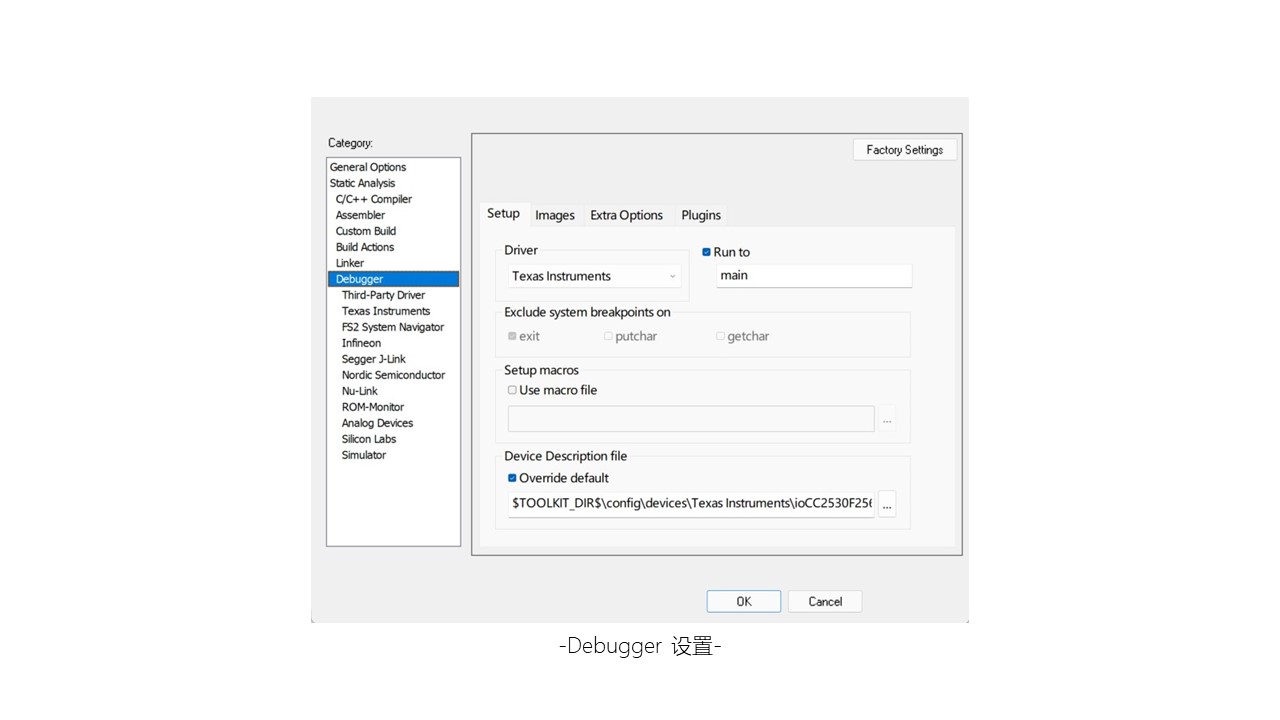 Category:
General Options
Static Analysis
C/C++ Compiler
Assembler
Custom Build
Build Actions
Linker
Debugger
Third-Party Driver
Texas Instruments
FS2 System Navigator
Infineon
Segger J-Link
Nordic Semiconductor
Nu-Link
ROM-Monitor
Analog Devices
Silicon Labs
Simulator
Factory Settings
Setup Images Extra Options Plugins
Driver
Texas Instruments
Run to
main
Exclude system breakpoints on
exit putchar getchar
Setup macros
Use macro file
...
Device Description file
Override default
$TOOLKIT_DIR$\config\devices\Texas Instruments\ioCC2530F256
...
OK Cancel
-Debugger 设置-